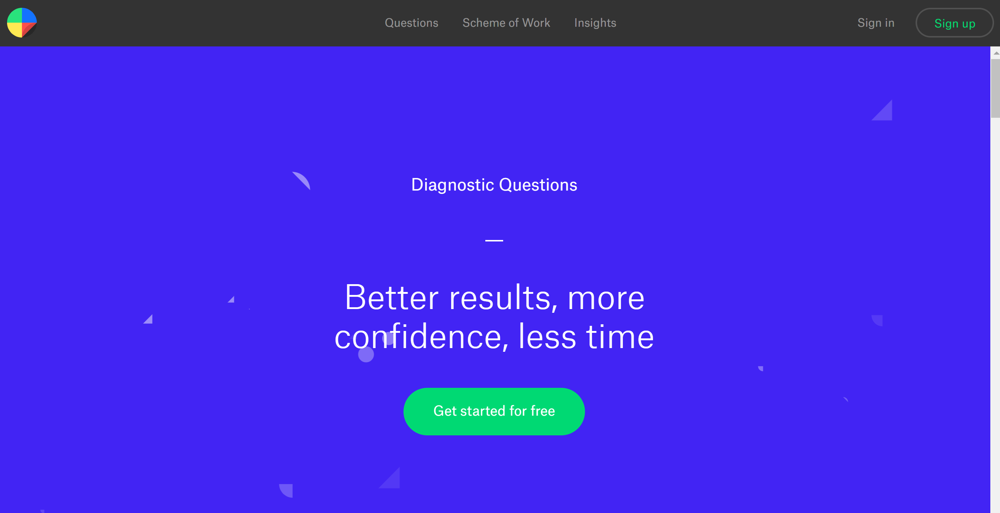 Questions Scheme of Work Insights Sign in Sign up
Diagnostic Questions
Better results, more
confidence, less time
Get started for free